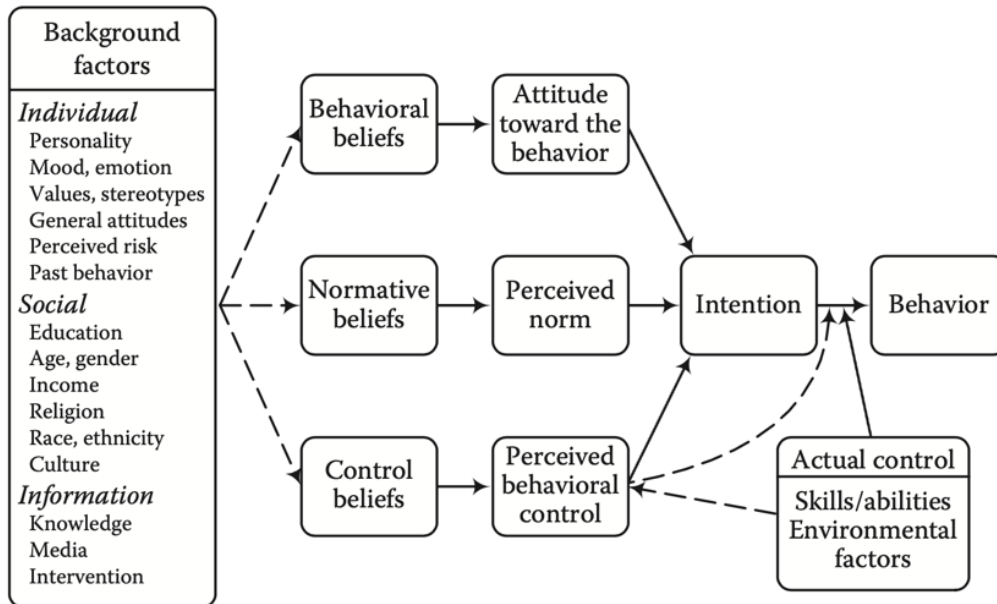 Background
factors
Individual
Personality
Mood, emotion
Values, stereotypes
General attitudes
Perceived risk
Past behavior
Social
Education
Age, gender
Income
Religion
Race, ethnicity
Culture
Information
Knowledge
Media
Intervention
Behavioral
beliefs
Attitude
toward the
behavior
Normative
beliefs
Perceived
norm
Intention
Behavior
Control
beliefs
Perceived
behavioral
control
Actual control
Skills/abilities
Environmental
factors